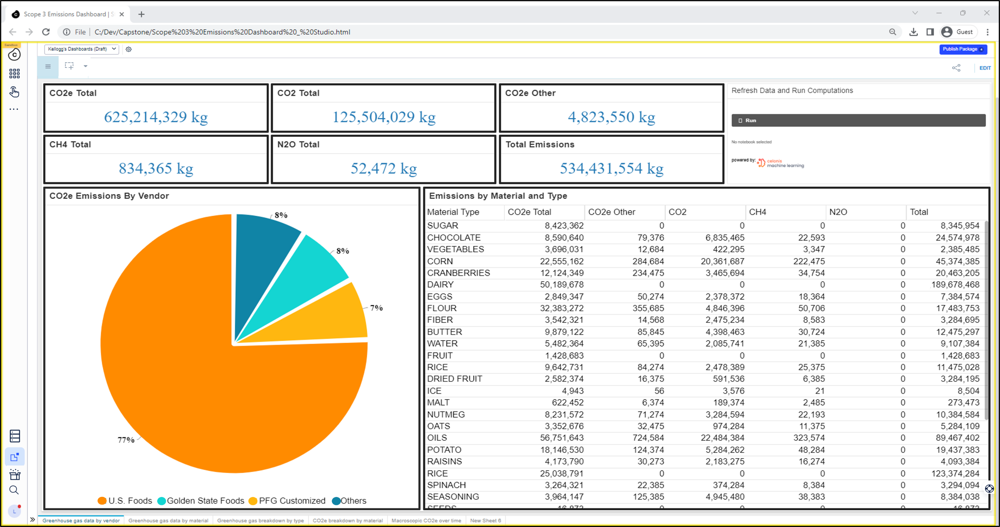 Scope 3 Emissions Dashboard | S
File
C:/Dev/Capstone/Scope%203%20Emissions%20Dashboard%20_%20Studio.html
Guest
Sandbox
Kellogg's Dashboards (Draft)
Publish Package 4
EDIT
CO2e Total
625,214,329 kg
CO2 Total
125,504,029 kg
CO2e Other
4,823,550 kg
Refresh Data and Run Computations
Run
No notebook selected
powered by: celonis
machine learning
CH4 Total
834,365 kg
N2O Total
52,472 kg
Total Emissions
534,431,554 kg
CO2e Emissions By Vendor
8%
8%
7%
77%
U.S. Foods Golden State Foods PFG Customized Others
Emissions by Material and Type
Material Type CO2e Total CO2e Other CO2 CH4 N2O Total
SUGAR 8,423,362 0 0 0 0 8,345,954
CHOCOLATE 8,590,640 79,376 6,835,465 22,593 0 24,574,978
VEGETABLES 3,696,031 12,684 422,295 3,347 0 2,385,485
CORN 22,555,162 284,684 20,361,687 222,475 0 45,374,385
CRANBERRIES 12,124,349 234,475 3,465,694 34,754 0 20,463,205
DAIRY 50,189,678 0 0 0 0 189,678,468
EGGS 2,849,347 50,274 2,378,372 18,364 0 7,384,574
FLOUR 32,383,272 355,685 4,846,396 50,706 0 17,483,753
FIBER 3,542,321 14,568 2,475,234 8,583 0 3,284,695
BUTTER 9,879,122 85,845 4,398,463 30,724 0 12,475,297
WATER 5,482,364 65,395 2,085,741 21,385 0 9,107,384
FRUIT 1,428,683 0 0 0 0 1,428,683
RICE 9,642,731 84,274 2,478,389 25,375 0 11,475,028
DRIED FRUIT 2,582,374 16,375 591,536 6,385 0 3,284,195
ICE 4,943 56 3,576 21 0 8,504
MALT 622,452 6,374 189,374 2,485 0 273,473
NUTMEG 8,231,572 71,274 3,284,594 22,193 0 10,384,584
OATS 3,352,676 32,475 974,284 11,375 0 5,284,109
OILS 56,751,643 724,584 22,484,384 323,574 0 89,467,402
POTATO 18,146,530 124,374 5,284,262 48,284 0 19,437,383
RAISINS 4,173,790 30,273 2,183,275 16,274 0 4,093,384
RICE 25,038,791 0 0 0 0 123,374,284
SPINACH 3,264,321 22,385 374,284 8,384 0 3,294,094
SEASONING 3,964,147 125,385 4,945,480 38,383 0 8,384,038
SEEDS 16,872 0 0 0 0 16,872
L
Greenhouse gas data by vendor Greenhouse gas data by material Greenhouse gas breakdown by type CO2e breakdown by material Macroscopic CO2e over time New Sheet 6